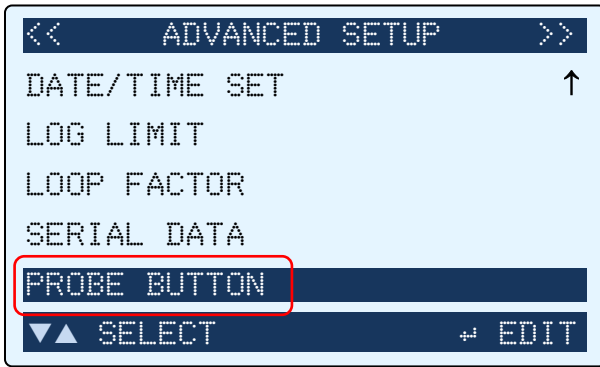 << ADVANCED SETUP >>
DATE/TIME SET ↑
LOG LIMIT
LOOP FACTOR
SERIAL DATA
PROBE BUTTON
▼▲ SELECT ↵ EDIT